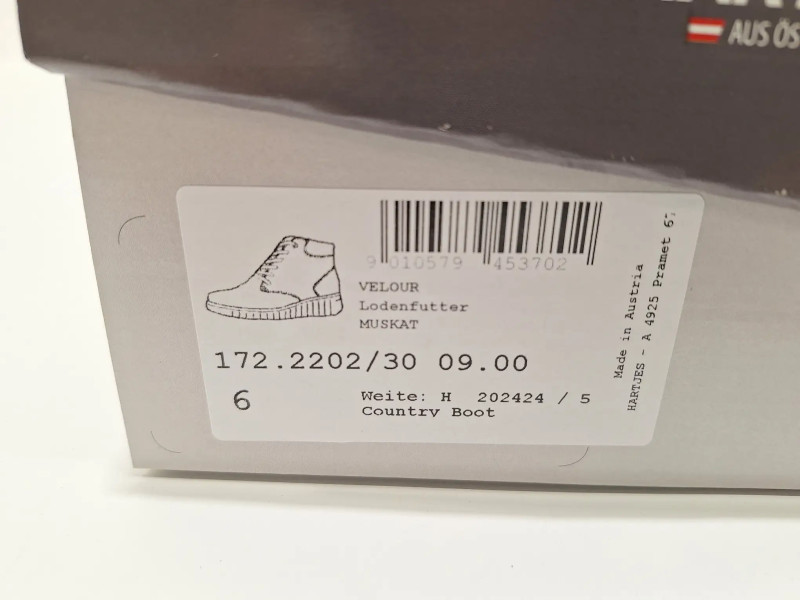 AUS ÖS
9 010579 453702
VELOUR
Lodenfutter
MUSKAT
172.2202/30 09.00
6
Weite: H 202424 / 5
Country Boot
Made in Austria
HARTJES - A 4925 Pramet 67